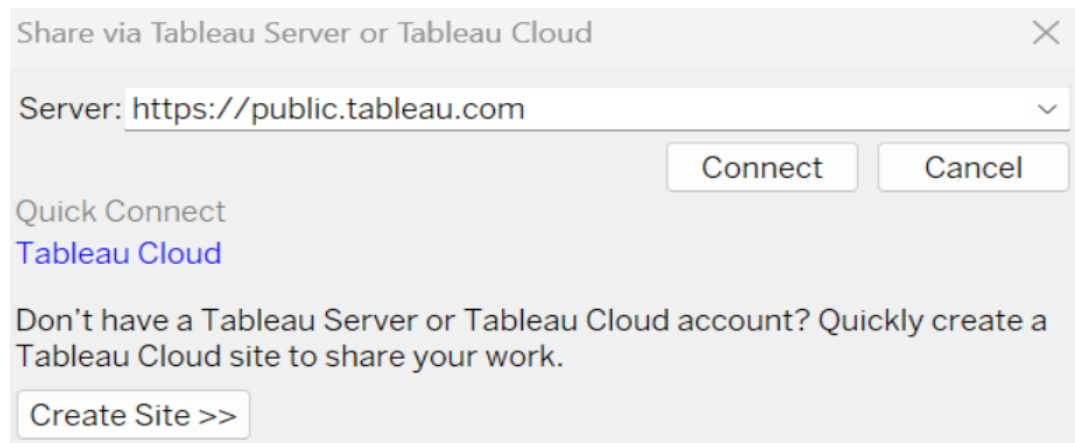 Share via Tableau Server or Tableau Cloud
Server: https://public.tableau.com
Connect Cancel
Quick Connect
Tableau Cloud
Don't have a Tableau Server or Tableau Cloud account? Quickly create a
Tableau Cloud site to share your work.
Create Site >>